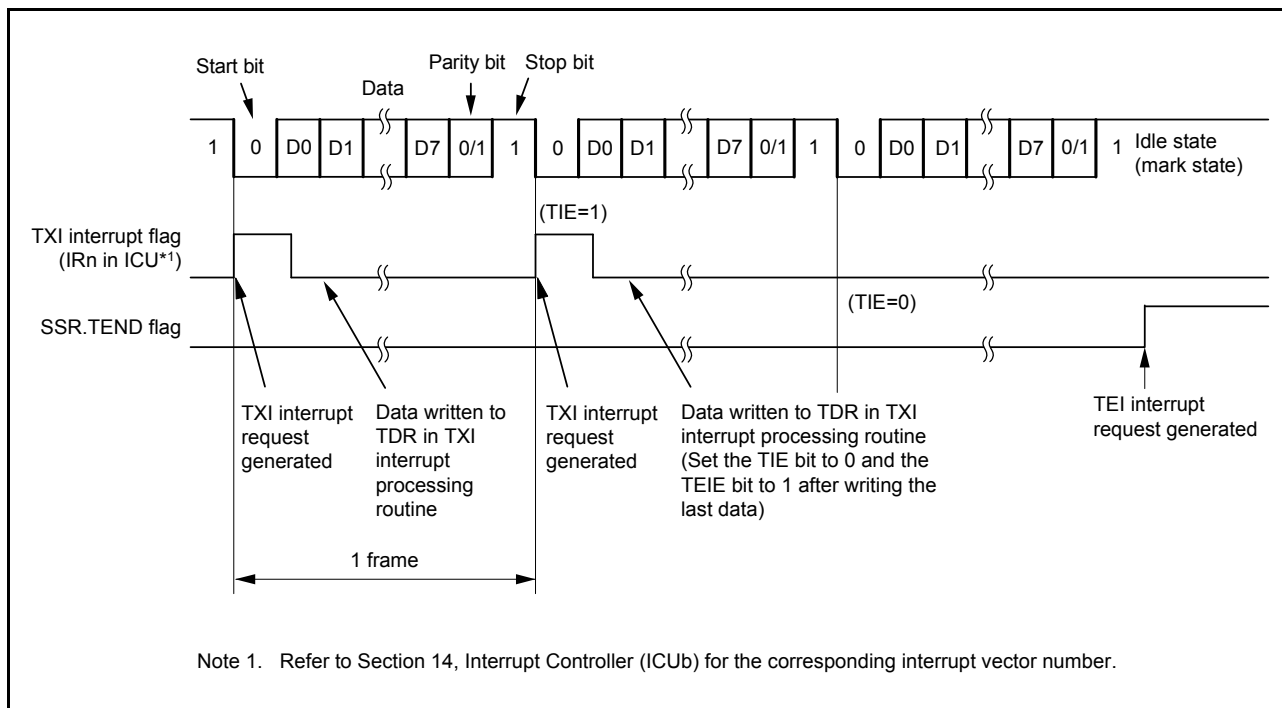 Start bit
Data
Parity bit
Stop bit
1 0 D0 D1 D7 0/1 1 0 D0 D1 D7 0/1 1 0 D0 D1 D7 0/1 1
Idle state
(mark state)
(TIE=1)
TXI interrupt flag
(IRn in ICU*1)
(TIE=0)
SSR.TEND flag
TXI interrupt
request
generated
Data written to
TDR in TXI
interrupt
processing
routine
TXI interrupt
request
generated
Data written to TDR in TXI
interrupt processing routine
(Set the TIE bit to 0 and the
TEIE bit to 1 after writing the
last data)
TEI interrupt
request generated
1 frame
Note 1. Refer to Section 14, Interrupt Controller (ICUb) for the corresponding interrupt vector number.